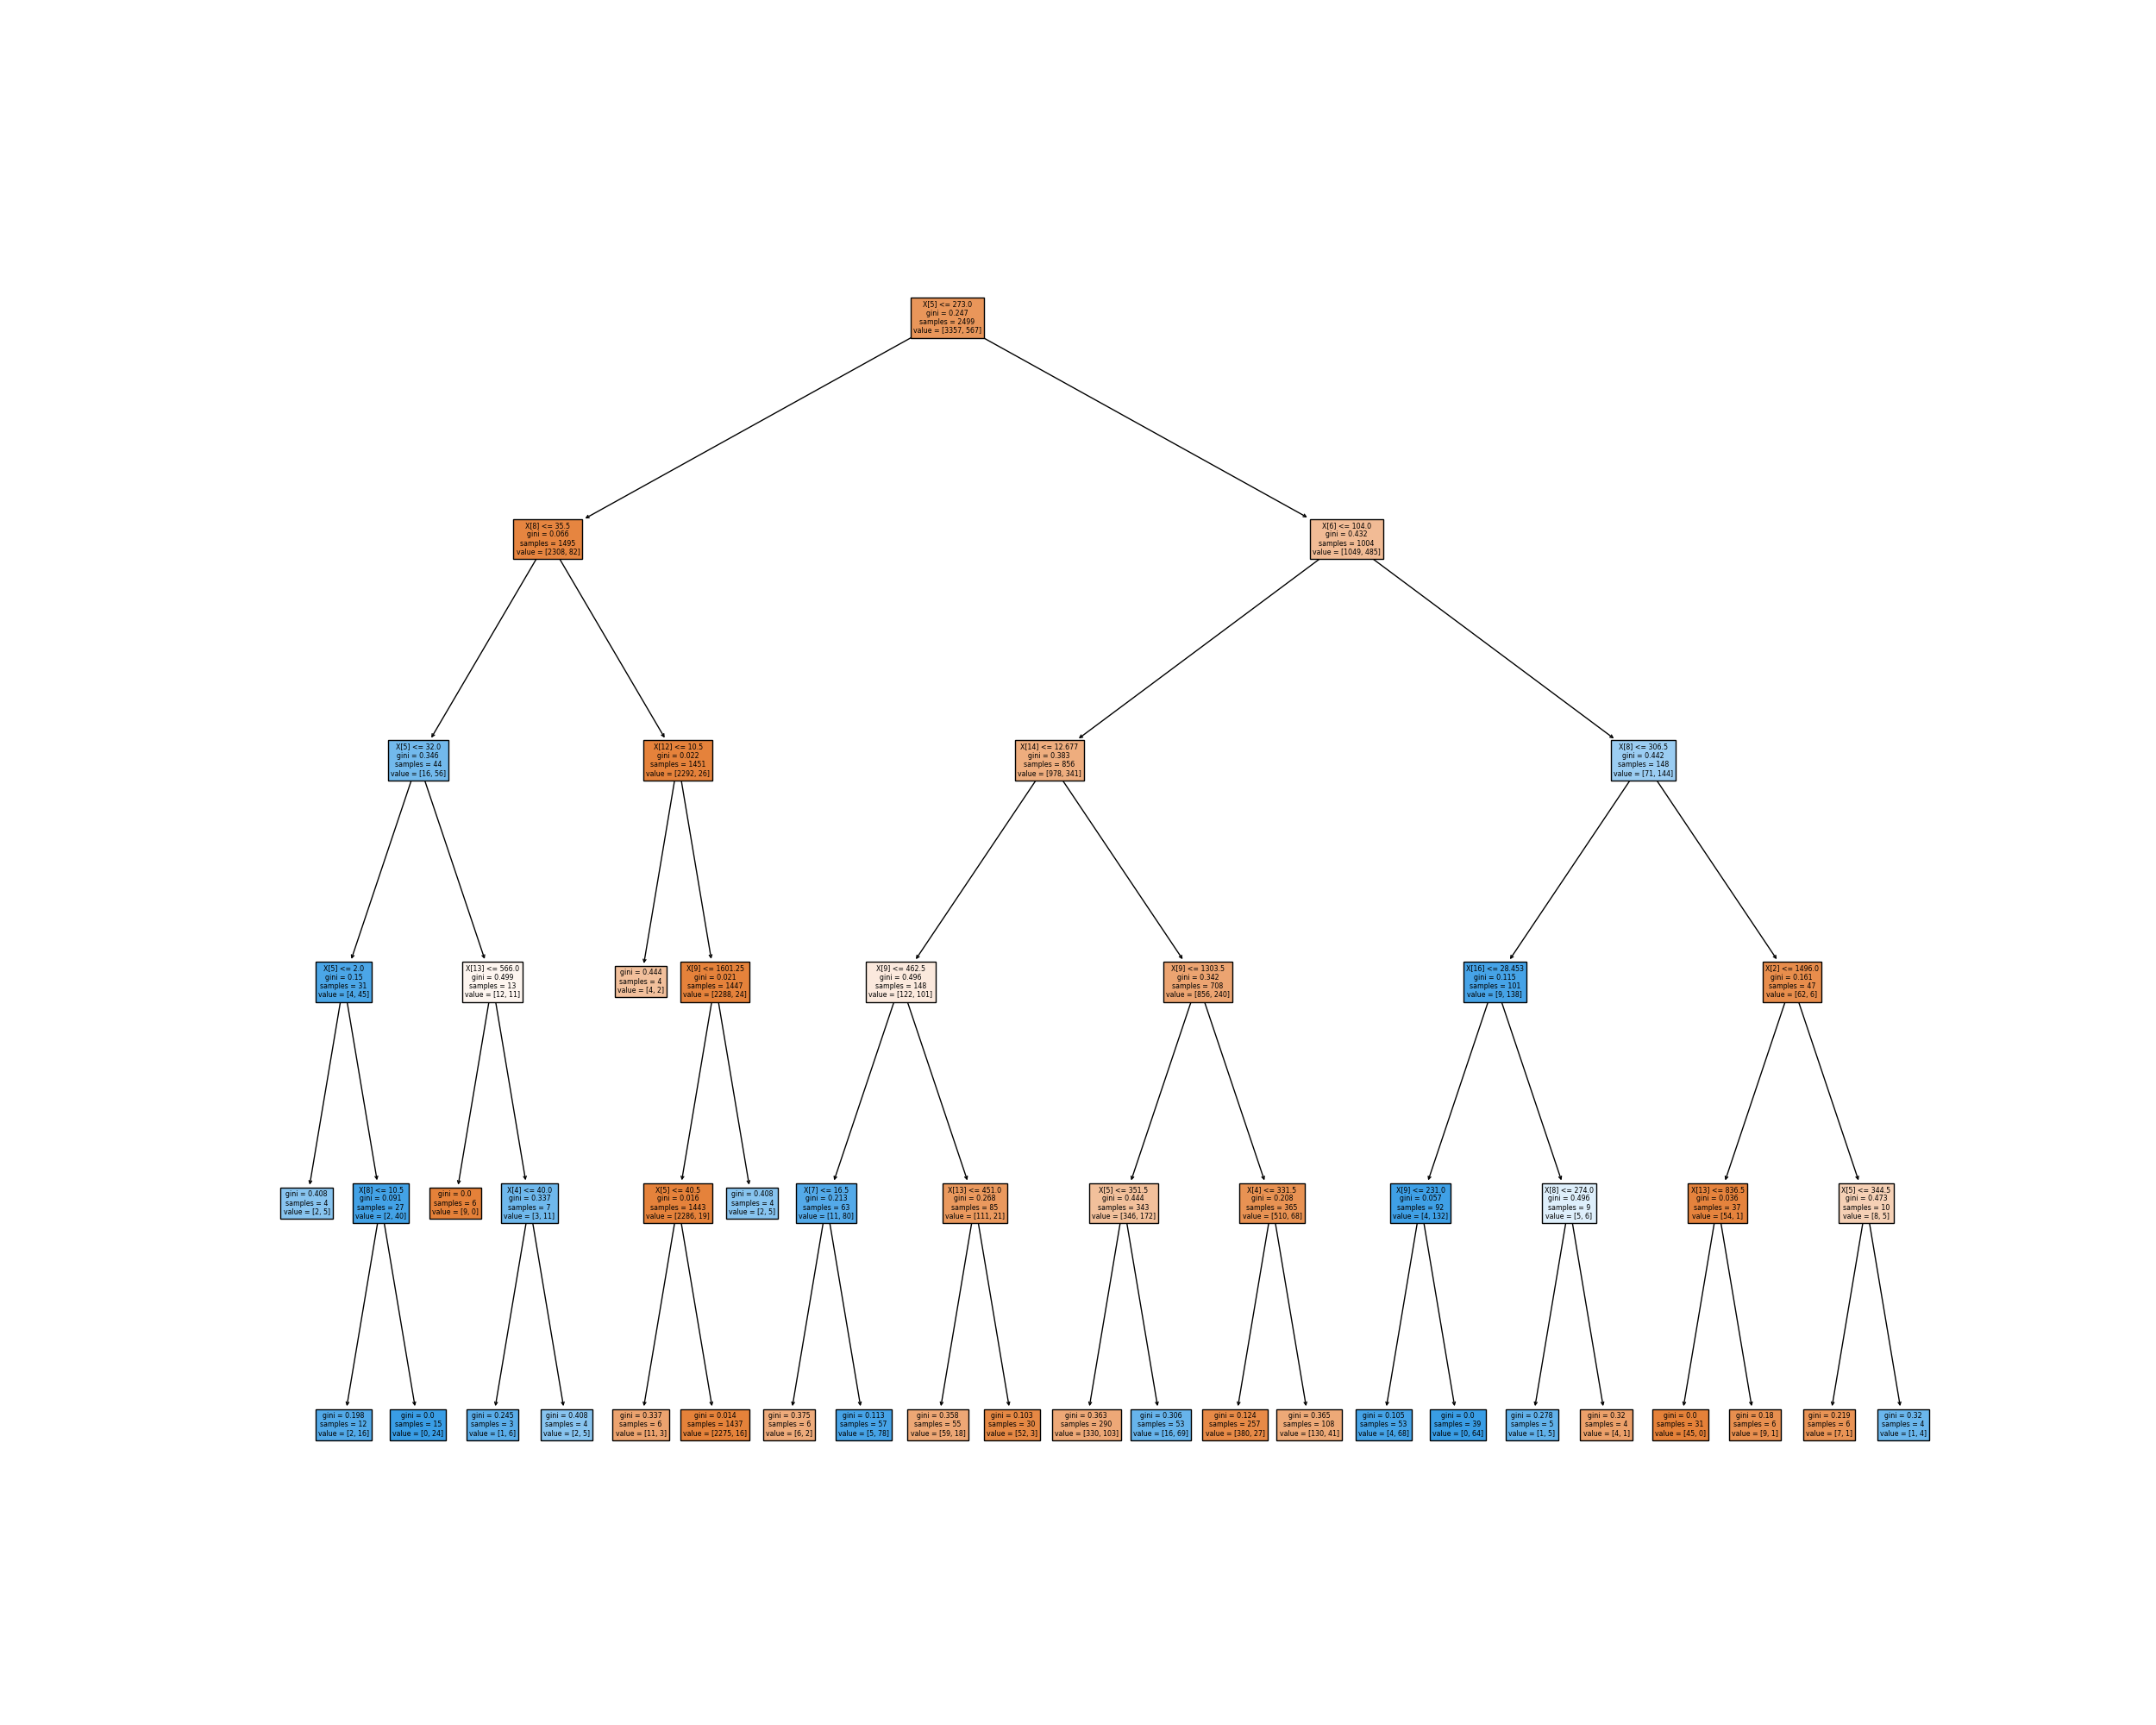 X[5] <= 273.0
gini = 0.247
samples = 2499
value = [3357, 567]
X[8] <= 35.5
gini = 0.066
samples = 1495
value = [2308, 82]
X[6] <= 104.0
gini = 0.432
samples = 1004
value = [1049, 485]
X[5] <= 32.0
gini = 0.346
samples = 44
value = [16, 56]
X[12] <= 10.5
gini = 0.022
samples = 1451
value = [2292, 26]
X[14] <= 12.677
gini = 0.383
samples = 856
value = [978, 341]
X[8] <= 306.5
gini = 0.442
samples = 148
value = [71, 144]
X[5] <= 2.0
gini = 0.15
samples = 31
value = [4, 45]
X[13] <= 566.0
gini = 0.499
samples = 13
value = [12, 11]
gini = 0.444
samples = 4
value = [4, 2]
X[9] <= 1601.25
gini = 0.021
samples = 1447
value = [2288, 24]
X[9] <= 462.5
gini = 0.496
samples = 148
value = [122, 101]
X[9] <= 1303.5
gini = 0.342
samples = 708
value = [856, 240]
X[16] <= 28.453
gini = 0.115
samples = 101
value = [9, 138]
X[2] <= 1496.0
gini = 0.161
samples = 47
value = [62, 6]
gini = 0.408
samples = 4
value = [2, 5]
X[8] <= 10.5
gini = 0.091
samples = 27
value = [2, 40]
gini = 0.0
samples = 6
value = [9, 0]
X[4] <= 40.0
gini = 0.337
samples = 7
value = [3, 11]
X[5] <= 40.5
gini = 0.016
samples = 1443
value = [2286, 19]
gini = 0.408
samples = 4
value = [2, 5]
X[7] <= 16.5
gini = 0.213
samples = 63
value = [11, 80]
X[13] <= 451.0
gini = 0.268
samples = 85
value = [111, 21]
X[5] <= 351.5
gini = 0.444
samples = 343
value = [346, 172]
X[4] <= 331.5
gini = 0.208
samples = 365
value = [510, 68]
X[9] <= 231.0
gini = 0.057
samples = 92
value = [4, 132]
X[8] <= 274.0
gini = 0.496
samples = 9
value = [5, 6]
X[13] <= 836.5
gini = 0.036
samples = 37
value = [54, 1]
X[5] <= 344.5
gini = 0.473
samples = 10
value = [8, 5]
gini = 0.198
samples = 12
value = [2, 16]
gini = 0.0
samples = 15
value = [0, 24]
gini = 0.245
samples = 3
value = [1, 6]
gini = 0.408
samples = 4
value = [2, 5]
gini = 0.337
samples = 6
value = [11, 3]
gini = 0.014
samples = 1437
value = [2275, 16]
gini = 0.375
samples = 6
value = [6, 2]
gini = 0.113
samples = 57
value = [5, 78]
gini = 0.358
samples = 55
value = [59, 18]
gini = 0.103
samples = 30
value = [52, 3]
gini = 0.363
samples = 290
value = [330, 103]
gini = 0.306
samples = 53
value = [16, 69]
gini = 0.124
samples = 257
value = [380, 27]
gini = 0.365
samples = 108
value = [130, 41]
gini = 0.105
samples = 53
value = [4, 68]
gini = 0.0
samples = 39
value = [0, 64]
gini = 0.278
samples = 5
value = [1, 5]
gini = 0.32
samples = 4
value = [4, 1]
gini = 0.0
samples = 31
value = [45, 0]
gini = 0.18
samples = 6
value = [9, 1]
gini = 0.219
samples = 6
value = [7, 1]
gini = 0.32
samples = 4
value = [1, 4]